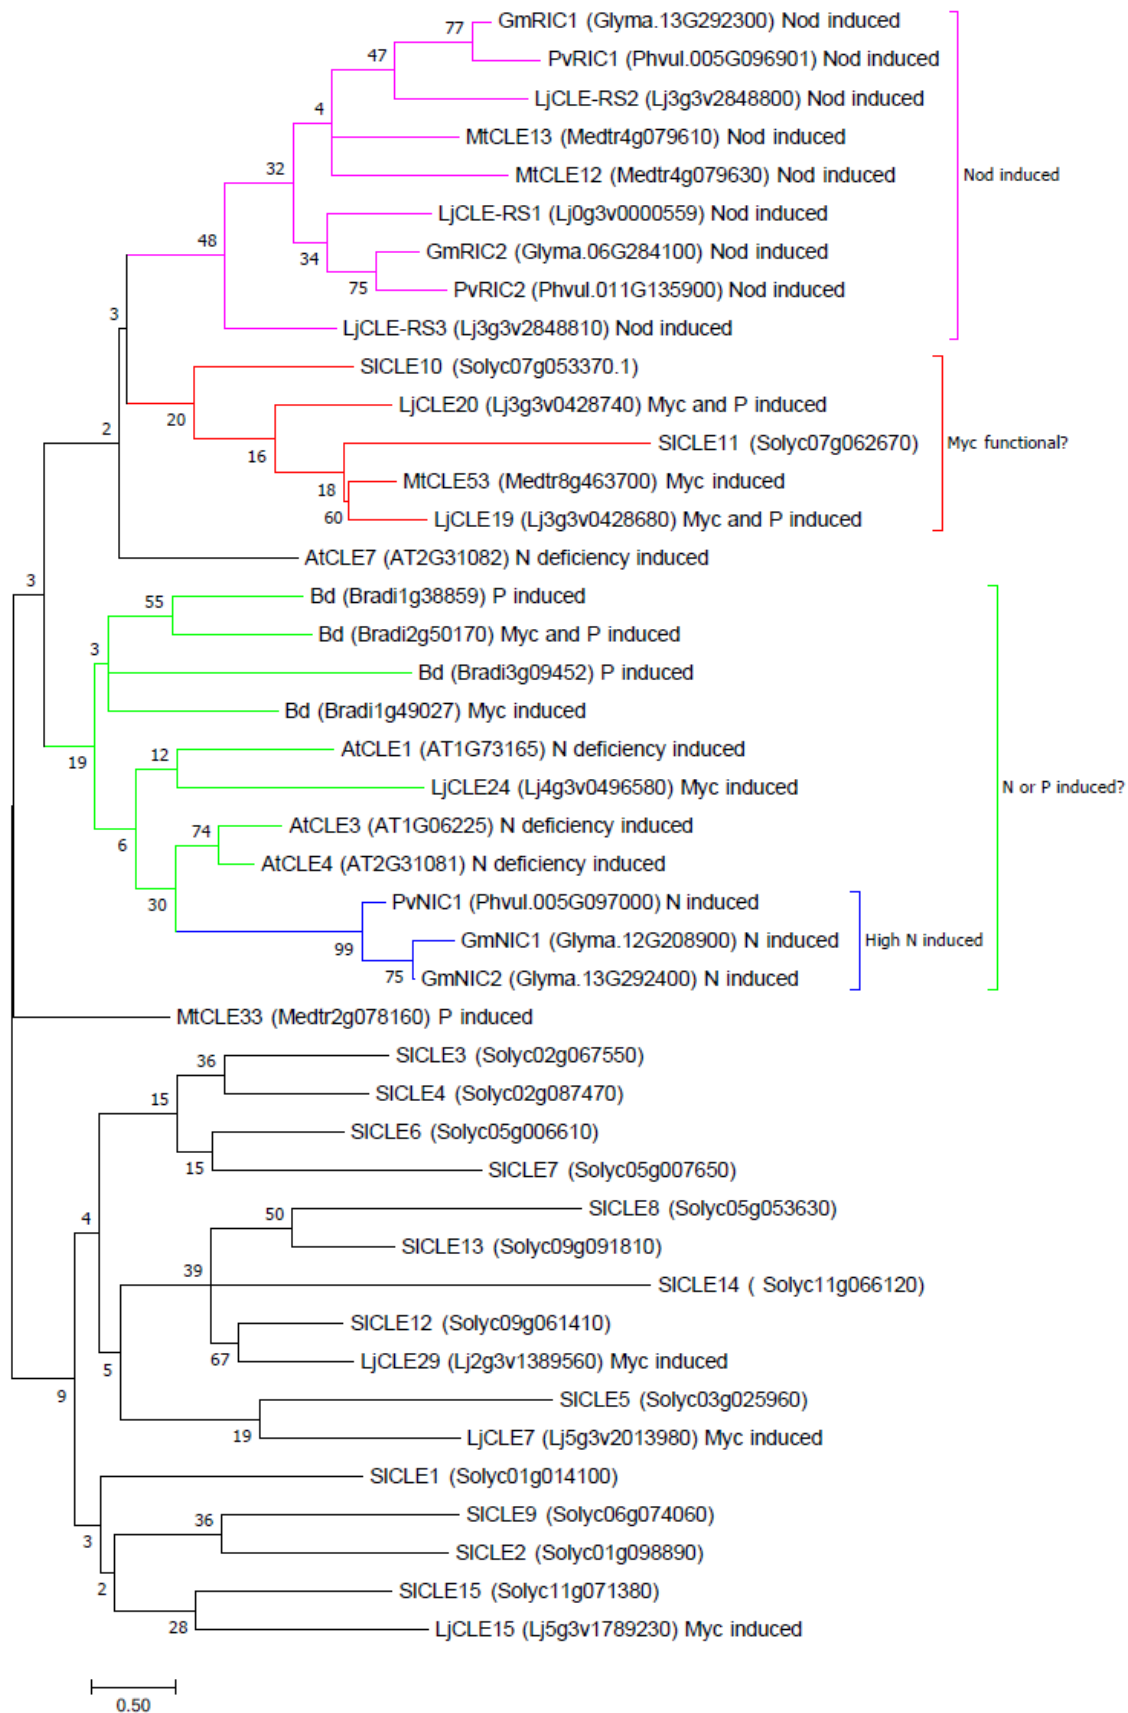 GmRIC1 (Glyma.13G292300) Nod induced
77
PvRIC1 (Phvul.005G096901) Nod induced
47
LjCLE-RS2 (Lj3g3v2848800) Nod induced
4
MtCLE13 (Medtr4g079610) Nod induced
MtCLE12 (Medtr4g079630) Nod induced
Nod induced
32
LjCLE-RS1 (Lj0g3v0000559) Nod induced
48
GmRIC2 (Glyma.06G284100) Nod induced
34
PvRIC2 (Phvul.011G135900) Nod induced
75
3
LjCLE-RS3 (Lj3g3v2848810) Nod induced
SlCLE10 (Solyc07g053370.1)
LjCLE20 (Lj3g3v0428740) Myc and P induced
20
2
SlCLE11 (Solyc07g062670)
Myc functional?
16
MtCLE53 (Medtr8g463700) Myc induced
18
LjCLE19 (Lj3g3v0428680) Myc and P induced
60
AtCLE7 (AT2G31082) N deficiency induced
3
Bd (Bradi1g38859) P induced
55
Bd (Bradi2g50170) Myc and P induced
3
Bd (Bradi3g09452) P induced
Bd (Bradi1g49027) Myc induced
AtCLE1 (AT1G73165) N deficiency induced
12
19
LjCLE24 (Lj4g3v0496580) Myc induced
N or P induced?
AtCLE3 (AT1G06225) N deficiency induced
74
6
AtCLE4 (AT2G31081) N deficiency induced
30
PvNIC1 (Phvul.005G097000) N induced
GmNIC1 (Glyma.12G208900) N induced
High N induced
99
GmNIC2 (Glyma.13G292400) N induced
75
MtCLE33 (Medtr2g078160) P induced
SlCLE3 (Solyc02g067550)
36
SlCLE4 (Solyc02g087470)
15
SlCLE6 (Solyc05g006610)
15
SlCLE7 (Solyc05g007650)
4
SlCLE8 (Solyc05g053630)
50
SlCLE13 (Solyc09g091810)
39
SlCLE14 ( Solyc11g066120)
SlCLE12 (Solyc09g061410)
67
LjCLE29 (Lj2g3v1389560) Myc induced
5
9
SlCLE5 (Solyc03g025960)
19
LjCLE7 (Lj5g3v2013980) Myc induced
SlCLE1 (Solyc01g014100)
SlCLE9 (Solyc06g074060)
36
3
SlCLE2 (Solyc01g098890)
2
SlCLE15 (Solyc11g071380)
28
LjCLE15 (Lj5g3v1789230) Myc induced
0.50